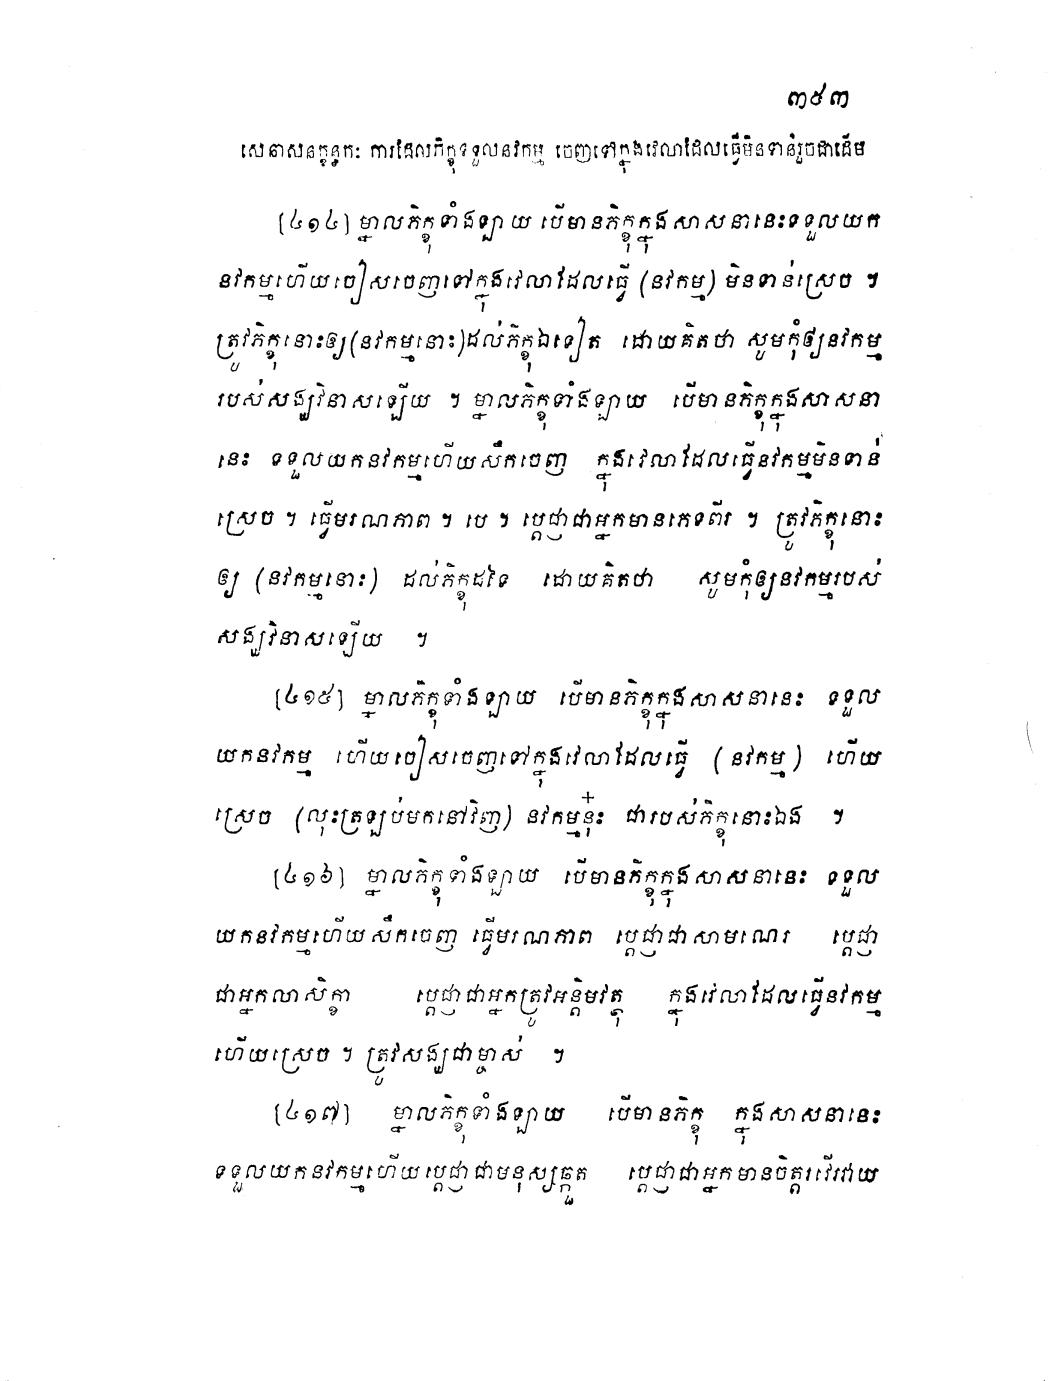 ៣៩៣
សេនាសនក្ខន្ធកៈ ការដែលភិក្ខុទទួលនវកម្ម ចេញទៅក្នុងវេលាដែលធ្វើមិនទាន់រួចជាដើម
[៤១៤] ម្នាលភិក្ខុទាំងឡាយ បើមានភិក្ខុក្នុងសាសនានេះទទួលយក
នវកម្មហើយចៀសចេញទៅក្នុងវេលាដែលធ្វើ (នវកម្ម) មិនទាន់ស្រេច ។
ត្រូវភិក្ខុនោះឲ្យ (នវកម្មនោះ) ដល់ភិក្ខុឯទៀត ដោយគិតថា សូមកុំឲ្យនវកម្ម
របស់សង្ឃវិនាសឡើយ ។ ម្នាលភិក្ខុទាំងឡាយ បើមានភិក្ខុក្នុងសាសនា
នេះ ទទួលយកនវកម្មហើយសឹកចេញ ក្នុងវេលាដែលធ្វើនវកម្មមិនទាន់
ស្រេច ។ ធ្វើមរណភាព ។ បេ ។ ប្តេជ្ញាជាអ្នកមានភេទពីរ ។ ត្រូវភិក្ខុនោះ
ឲ្យ (នវកម្មនោះ) ដល់ភិក្ខុដទៃ ដោយគិតថា សូមកុំឲ្យនវកម្មរបស់
សង្ឃវិនាសឡើយ ។
[៤១៥] ម្នាលភិក្ខុទាំងឡាយ បើមានភិក្ខុក្នុងសាសនានេះ ទទួល
យកនវកម្ម ហើយចៀសចេញទៅក្នុងវេលាដែលធ្វើ (នវកម្ម) ហើយ
ស្រេច (លុះត្រឡប់មកនៅវិញ) នវកម្មនុ៎ះ ជារបស់ភិក្ខុនោះឯង ។
[៤១៦] ម្នាលភិក្ខុទាំងឡាយ បើមានភិក្ខុក្នុងសាសនានេះ ទទួល
យកនវកម្មហើយសឹកចេញ ធ្វើមរណភាព ប្តេជ្ញាជាសាមណេរ ប្តេជ្ញា
ជាអ្នកលាសិក្ខា ប្តេជ្ញាជាអ្នកត្រូវអន្តិមវត្ថុ ក្នុងវេលាដែលធ្វើនវកម្ម
ហើយស្រេច ។ ត្រូវសង្ឃជាម្ចាស់ ។
[៤១៧] ម្នាលភិក្ខុទាំងឡាយ បើមានភិក្ខុ ក្នុងសាសនានេះ
ទទួលយកនវកម្មហើយប្តេជ្ញាជាមនុស្សឆ្កួត ប្តេជ្ញាជាអ្នកមានចិត្តរវើរវាយ